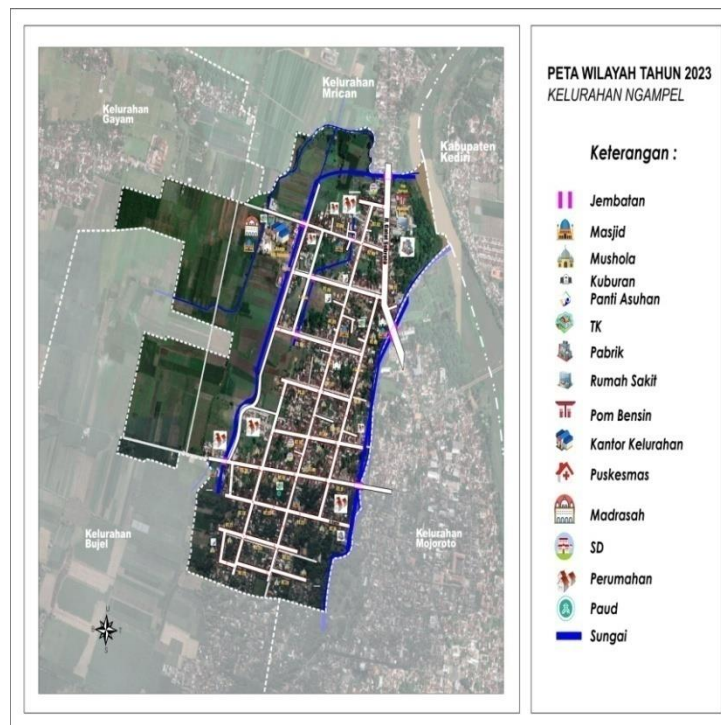 PETA WILAYAH TAHUN 2023
KELURAHAN NGAMPEL
Keterangan :
Jembatan
Masjid
Mushola
Kuburan
Panti Asuhan
TK
Pabrik
Rumah Sakit
Pom Bensin
Kantor Kelurahan
Puskesmas
Madrasah
SD
Perumahan
Paud
Sungai
Kelurahan
Mrican
Kelurahan
Gayam
Kabupaten
Kediri
Kelurahan
Bujel
Kelurahan
Mojoroto
U
S